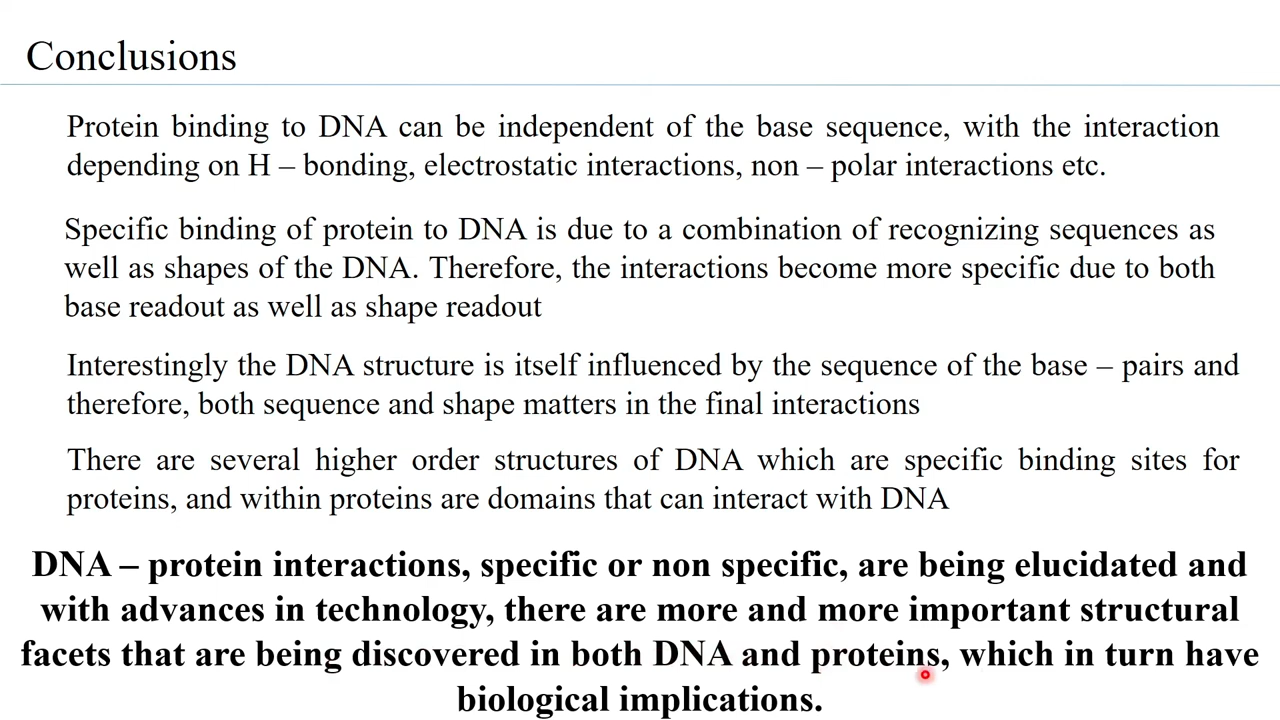 Conclusions
Protein binding to DNA can be independent of the base sequence, with the interaction
depending on H – bonding, electrostatic interactions, non – polar interactions etc.
Specific binding of protein to DNA is due to a combination of recognizing sequences as
well as shapes of the DNA. Therefore, the interactions become more specific due to both
base readout as well as shape readout
Interestingly the DNA structure is itself influenced by the sequence of the base – pairs and
therefore, both sequence and shape matters in the final interactions
There are several higher order structures of DNA which are specific binding sites for
proteins, and within proteins are domains that can interact with DNA
DNA – protein interactions, specific or non specific, are being elucidated and
with advances in technology, there are more and more important structural
facets that are being discovered in both DNA and proteins, which in turn have
biological implications.